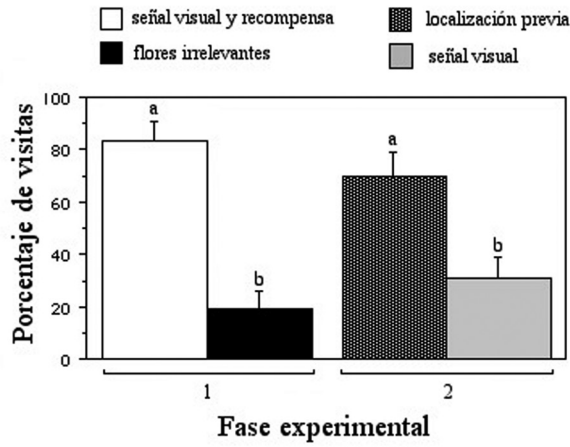 señal visual y recompensa
localización previa
flores irrelevantes
señal visual
Porcentaje de visitas
100
80
60
40
20
0
a
b
a
b
1
2
Fase experimental